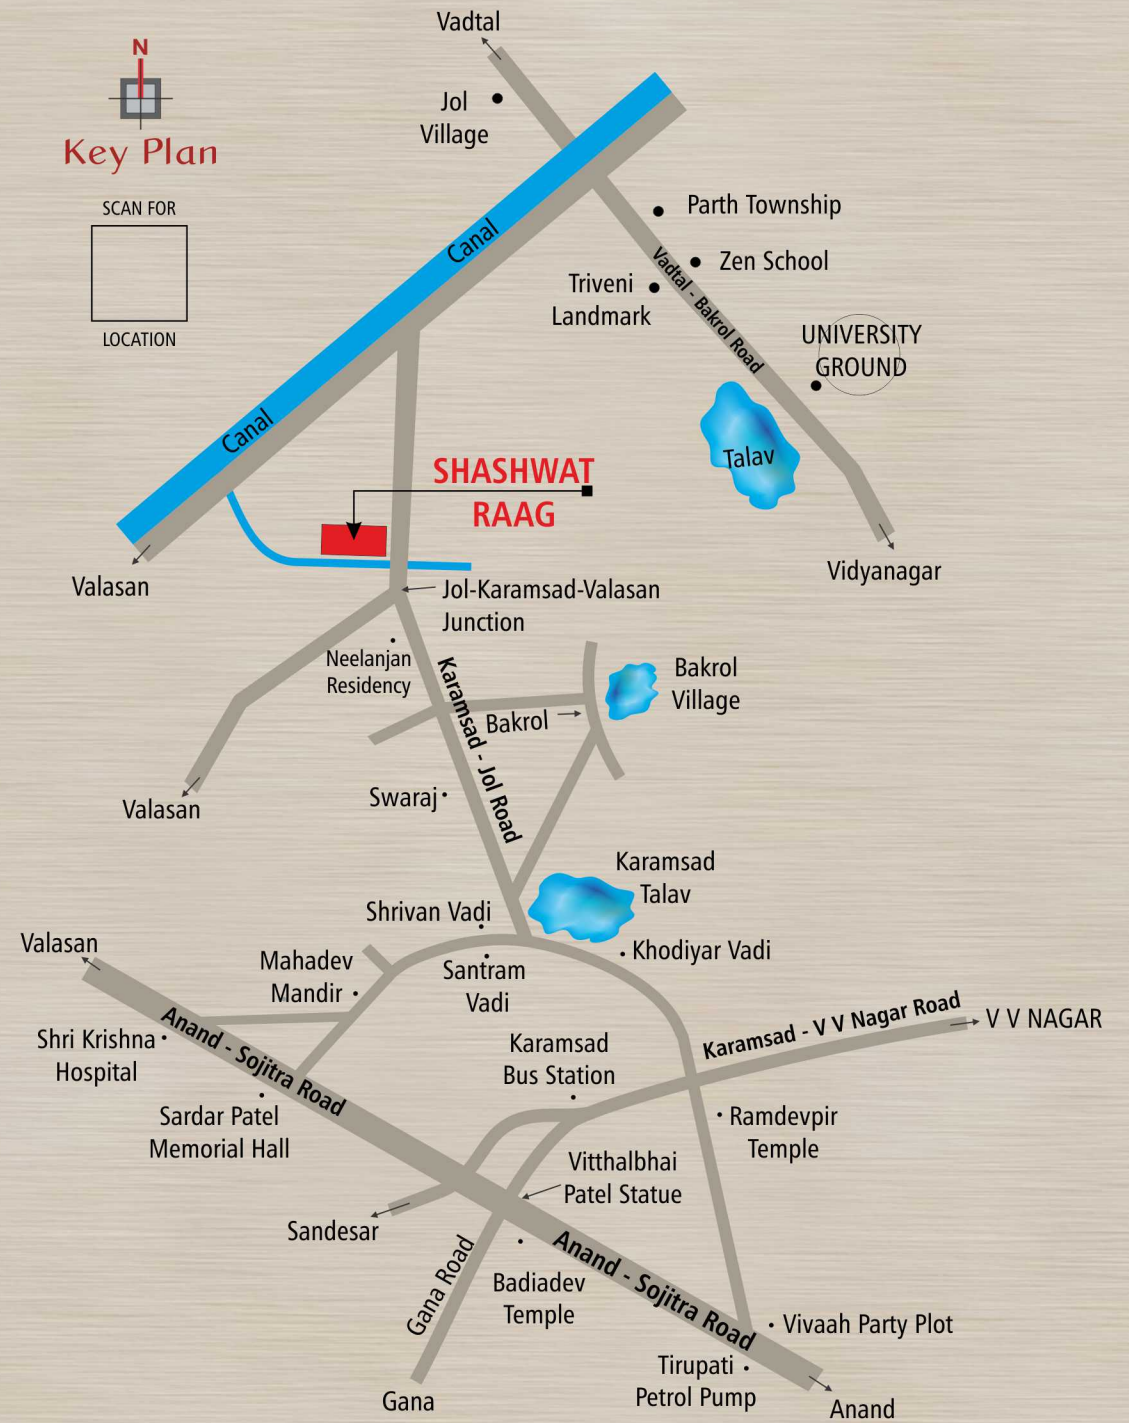 Vadtal
N
Key Plan
Jol
Village
SCAN FOR
LOCATION
Canal
Parth Township
Zen School
Triveni
Landmark
Vadtal - Bakrol Road
UNIVERSITY
GROUND
Canal
Talav
SHASHWAT
RAAG
Valasan
Vidyanagar
Jol-Karamsad-Valasan
Junction
Neelanjan
Residency
Karamsad - Jol Road
Bakrol
Village
Bakrol
Valasan
Swaraj
Karamsad
Talav
Shrivan Vadi
Valasan
Mahadev
Mandir
Santram
Vadi
Khodiyar Vadi
Anand - Sojitra Road
Karamsad - V V Nagar Road
V V NAGAR
Shri Krishna
Hospital
Karamsad
Bus Station
Sardar Patel
Memorial Hall
Ramdevpir
Temple
Vitthalbhai
Patel Statue
Sandesar
Gana Road
Badiadev
Temple
Anand - Sojitra Road
Vivaah Party Plot
Tirupati
Petrol Pump
Gana
Anand